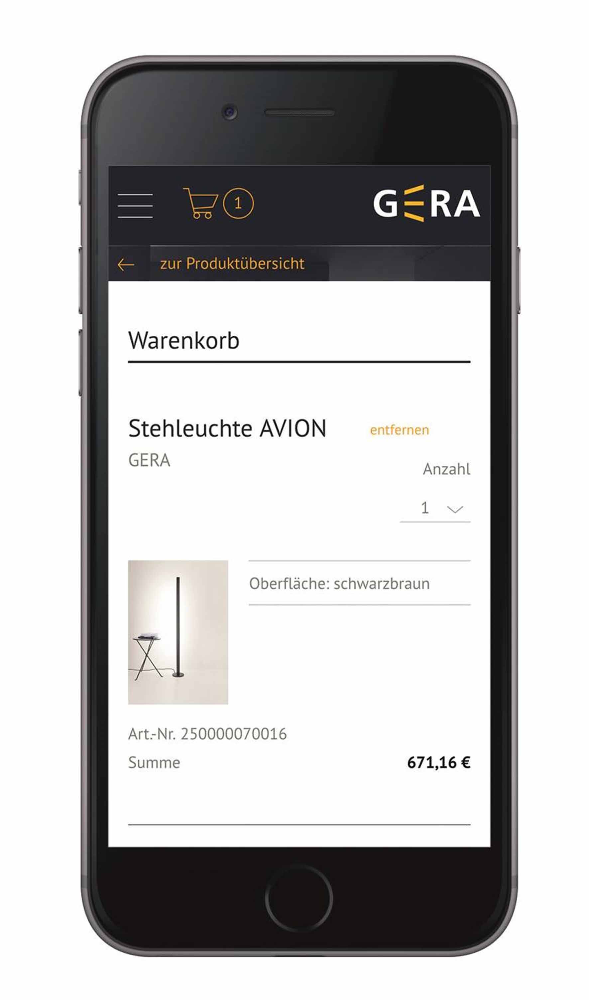 1
GERA
zur Produktübersicht
Warenkorb
Stehleuchte AVION
entfernen
GERA
Anzahl
1
Oberfläche: schwarzbraun
Art.-Nr. 250000070016
Summe
671,16 €